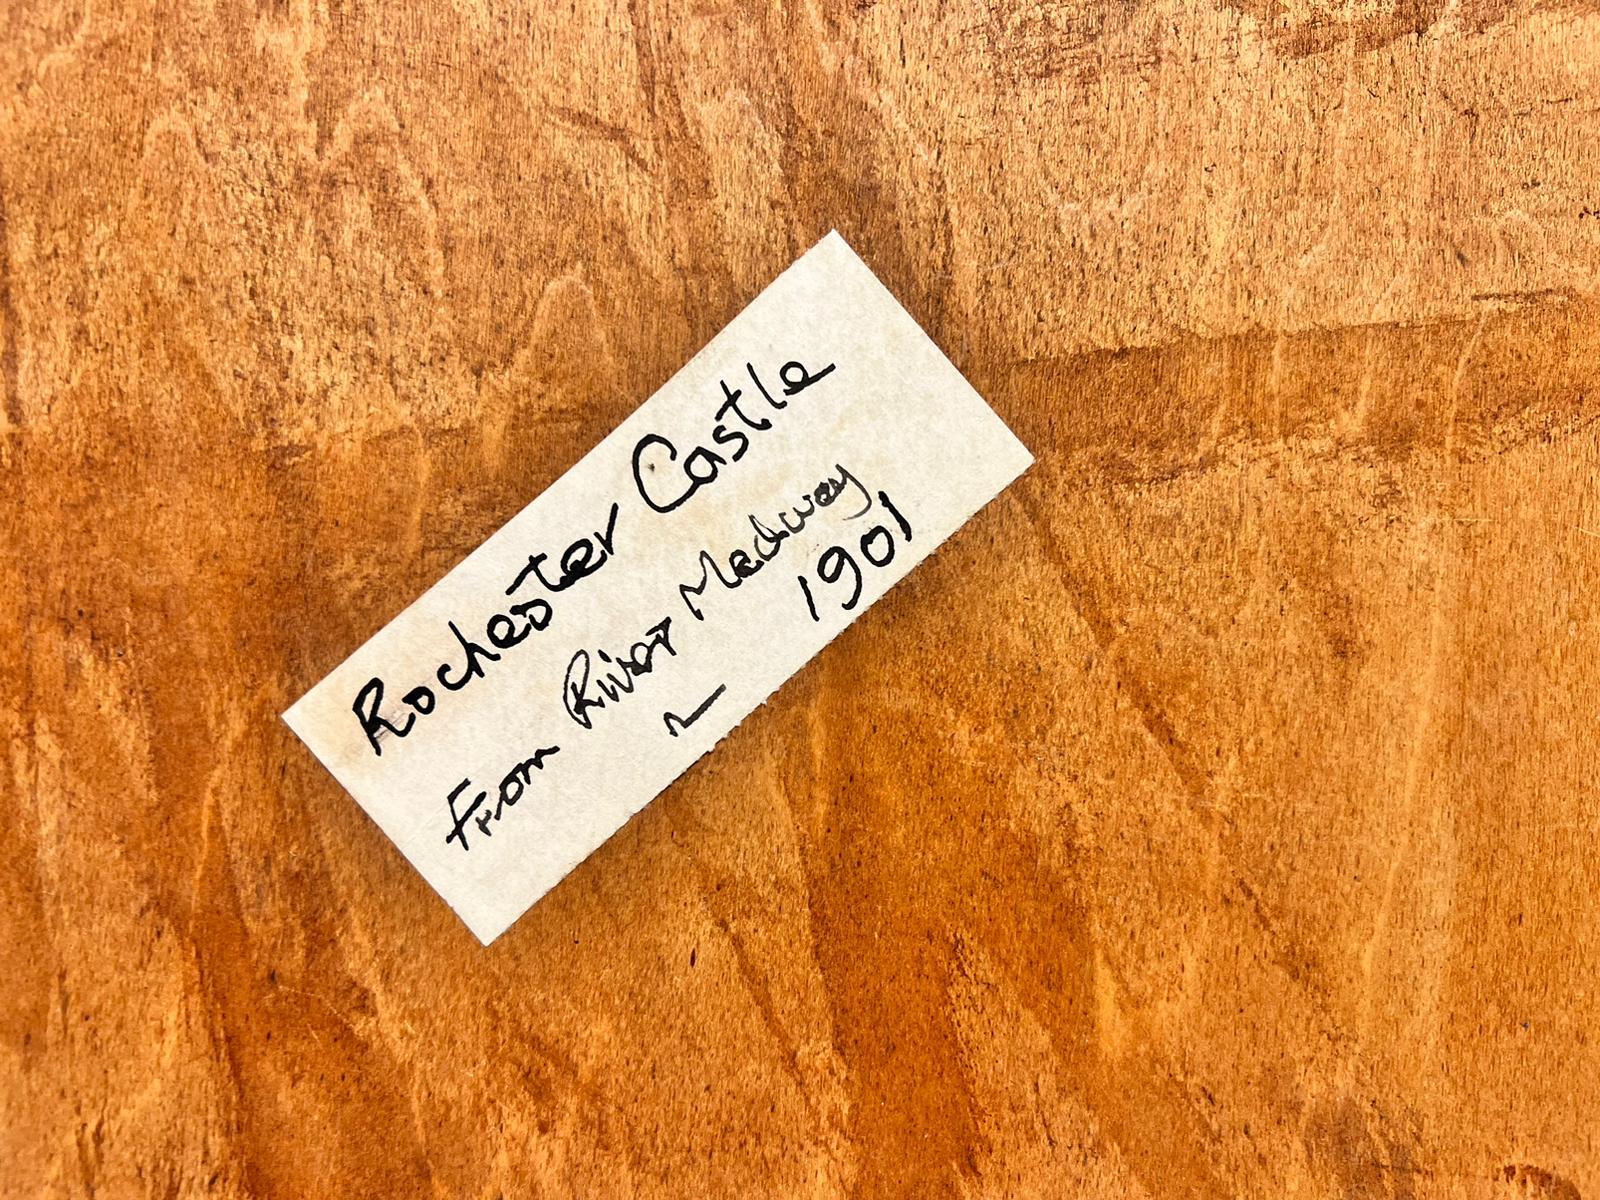 Rochester Castle
From River Medway
1901